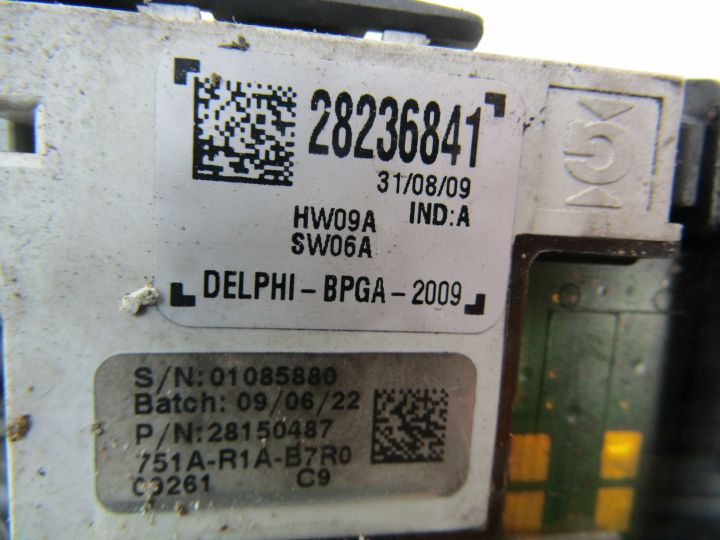 28236841
31/08/09
HW09A IND:A
SW06A
DELPHI-BPGA-2009
S/N:01085880
Batch: 09/06/22
P/N:28150487
751A-R1A-B7R0
00261 C9